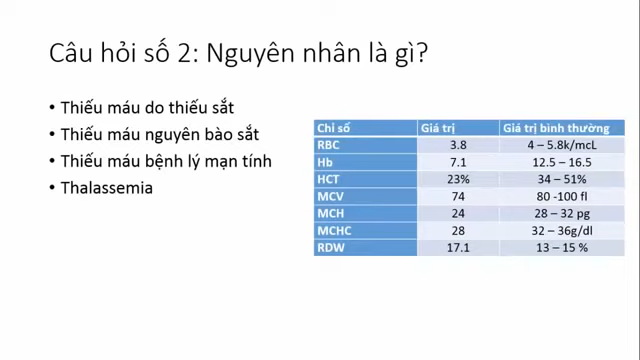 Câu hỏi số 2: Nguyên nhân là gì?
• Thiếu máu do thiếu sắt
• Thiếu máu nguyên bào sắt
• Thiếu máu bệnh lý mạn tính
• Thalassemia
Chỉ số Giá trị Giá trị bình thường
RBC 3.8 4 – 5.8k/mcL
Hb 7.1 12.5 – 16.5
HCT 23% 34 – 51%
MCV 74 80 -100 fl
MCH 24 28 – 32 pg
MCHC 28 32 – 36g/dl
RDW 17.1 13 – 15 %